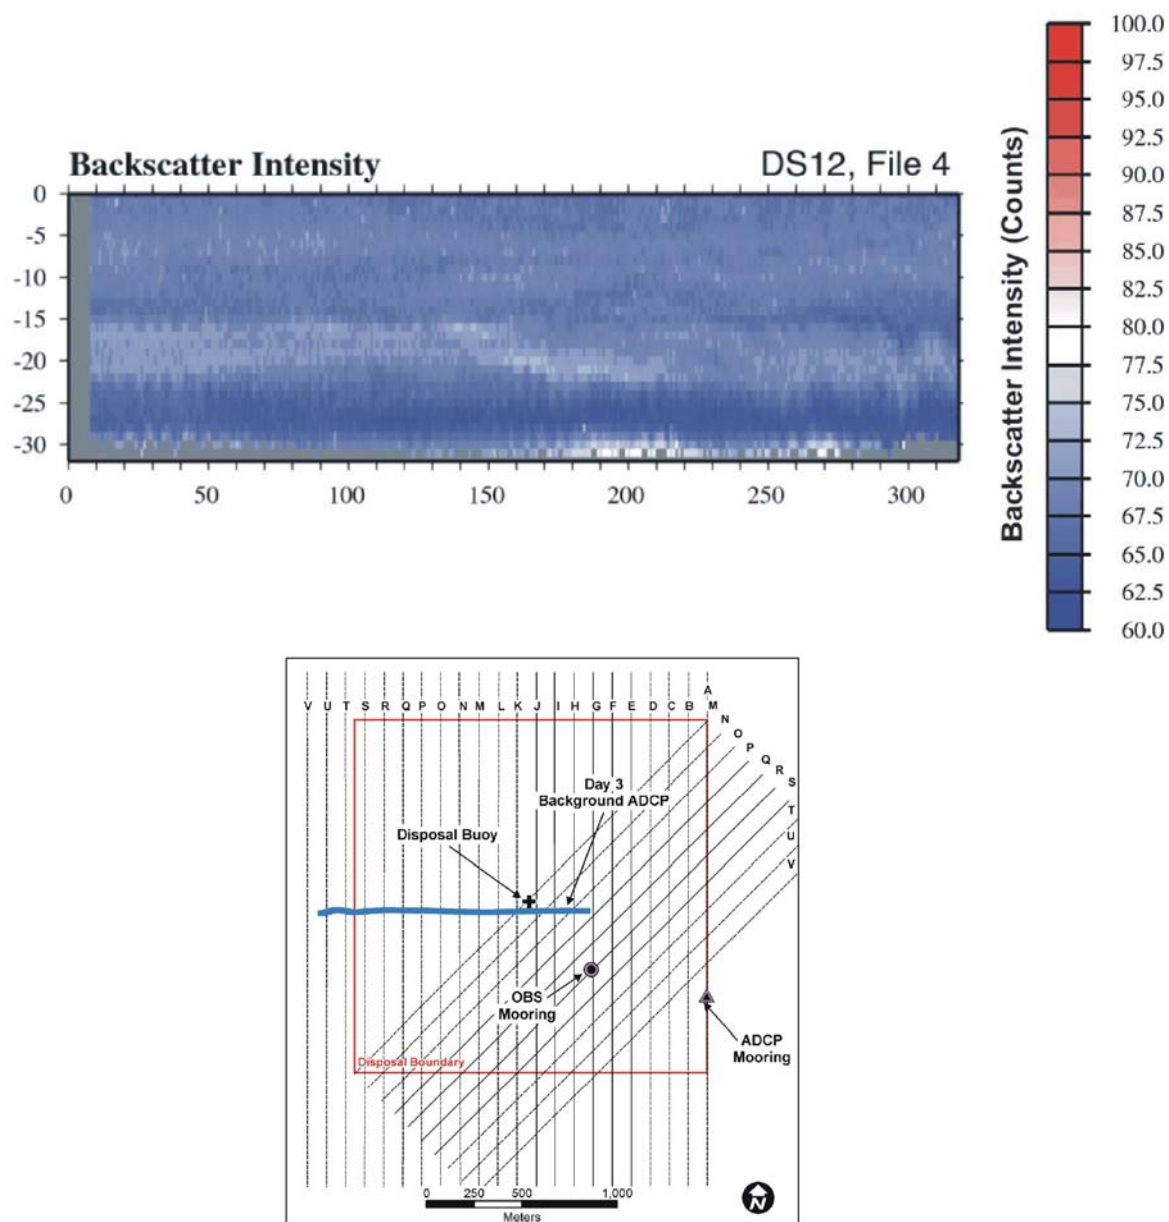 Backscatter Intensity
DS12, File 4
0
-5
-10
-15
-20
-25
-30
0 50 100 150 200 250 300
Backscatter Intensity (Counts)
100.0
97.5
95.0
92.5
90.0
87.5
85.0
82.5
80.0
77.5
75.0
72.5
70.0
67.5
65.0
62.5
60.0
V U T S R Q P O N M L K J I H G F E D C B A
M
N
O
P
Q
R
S
T
U
V
Day 3
Background ADCP
Disposal Buoy
OBS
Mooring
ADCP
Mooring
Disposal Boundary
0 250 500 1,000
Meters
N